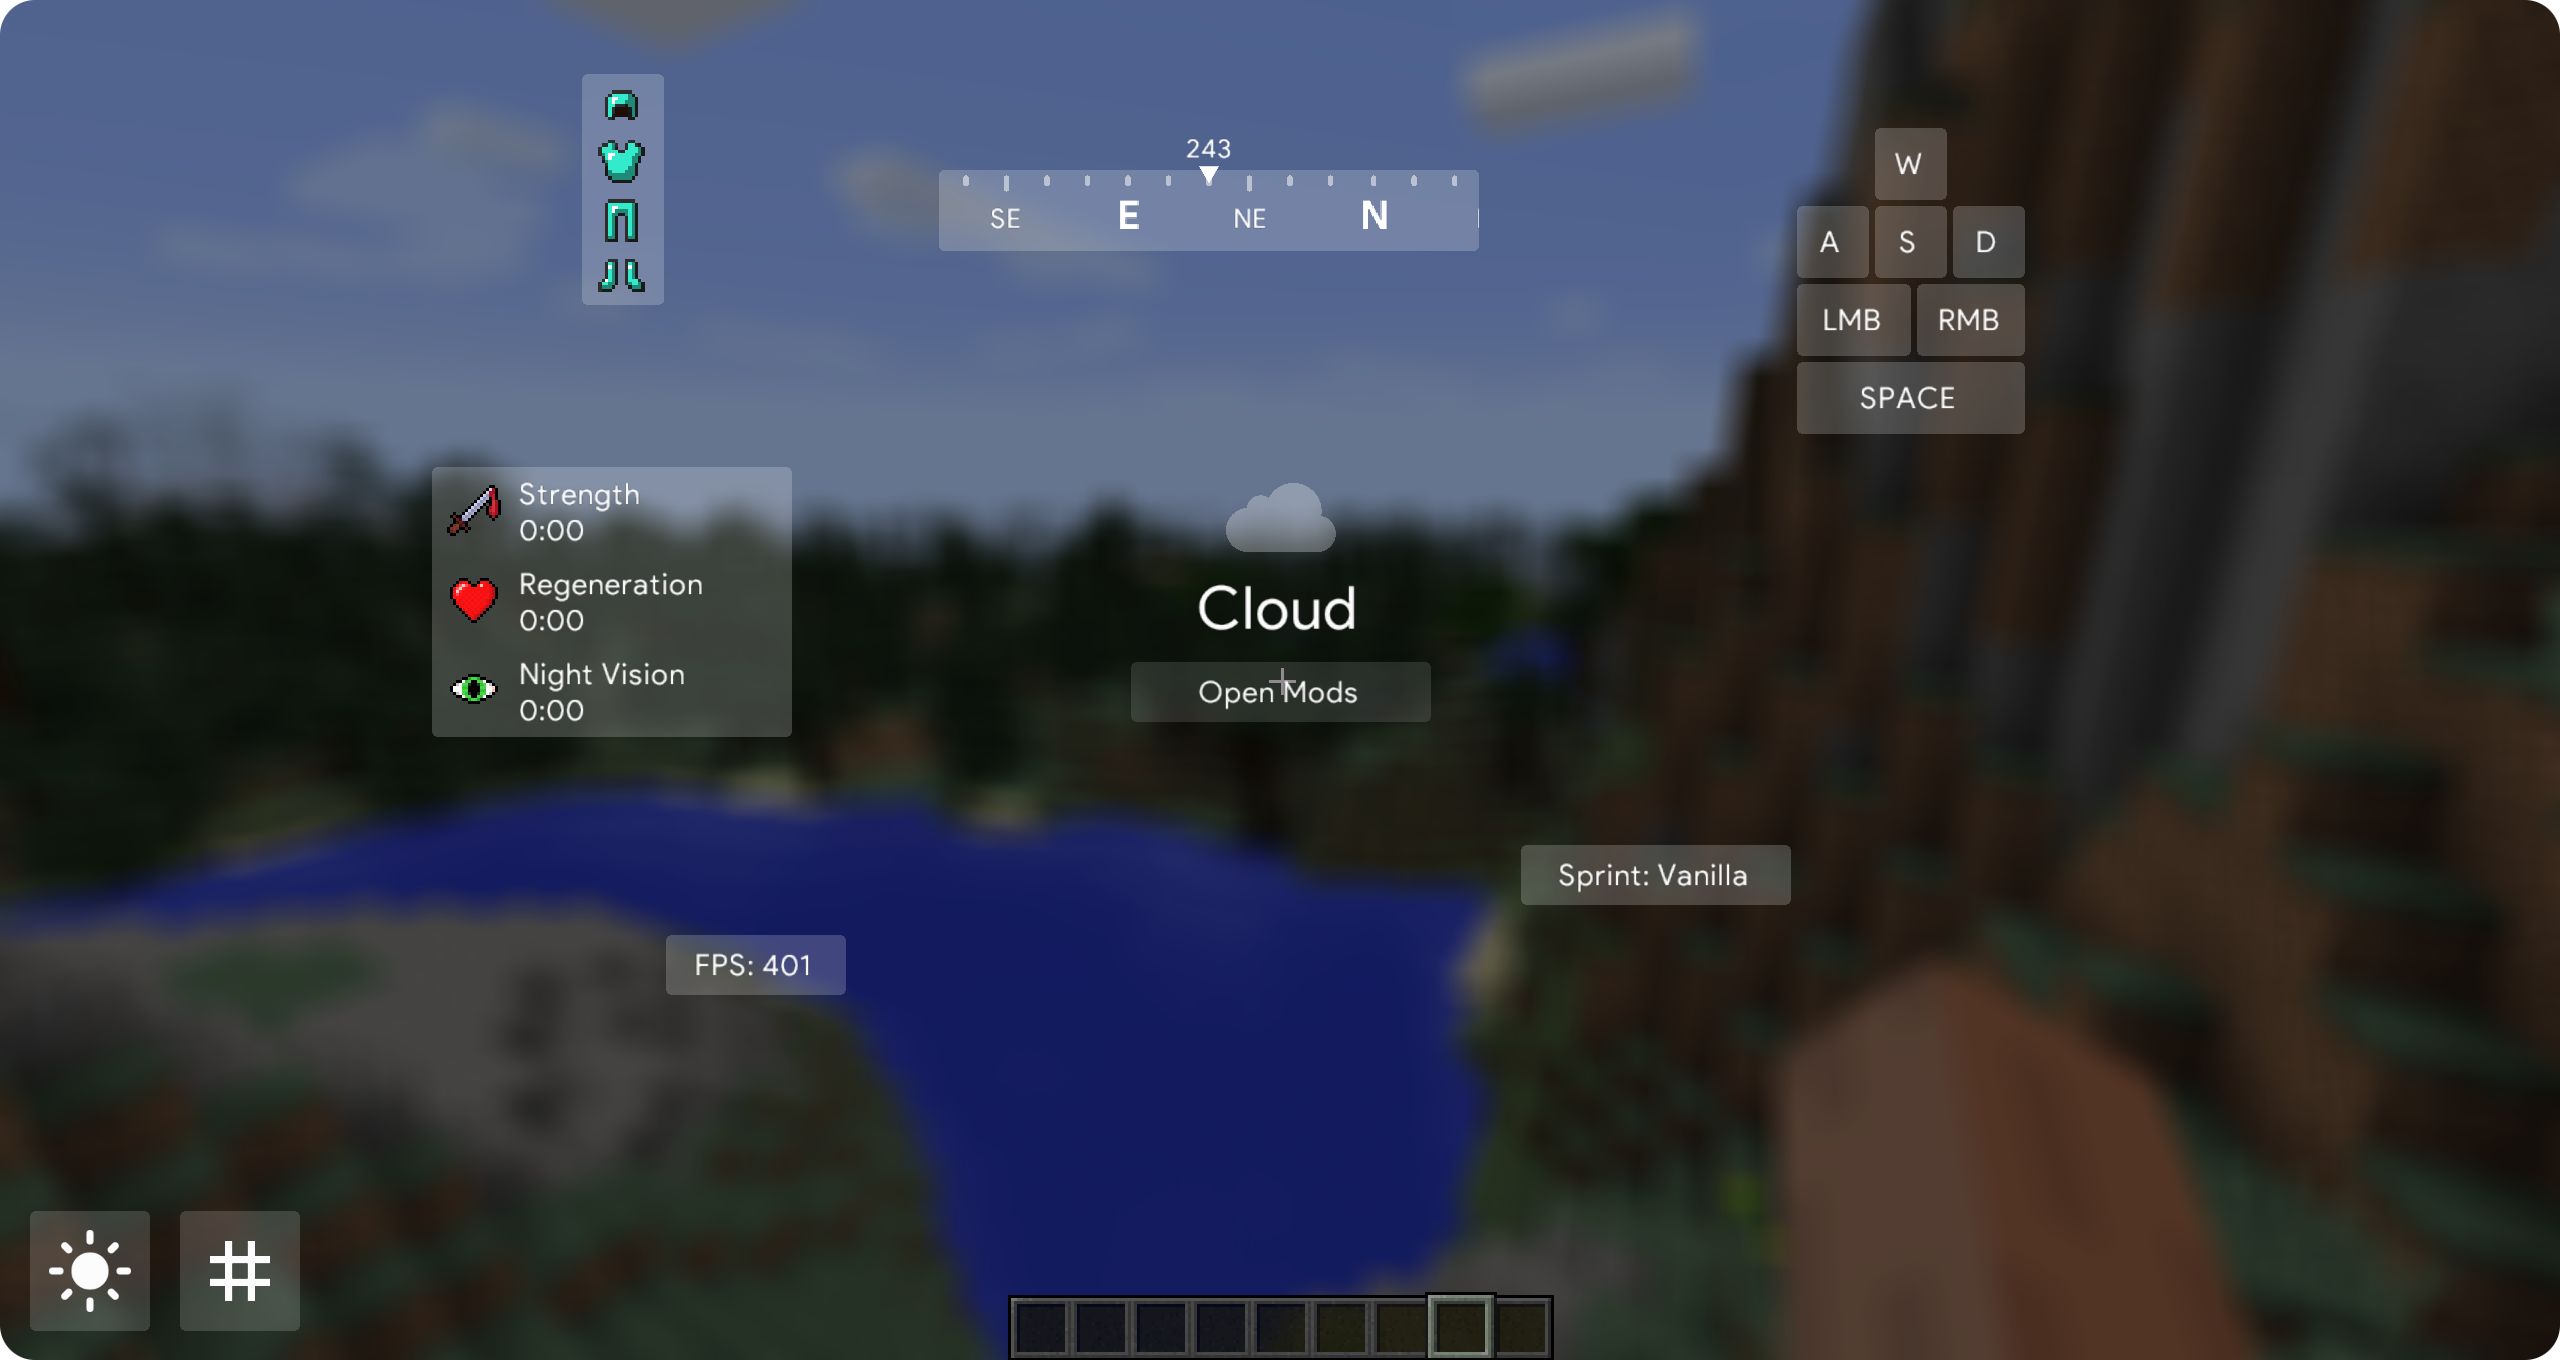 243
SE E NE N
W
A S D
LMB RMB
SPACE
Strength
0:00
Regeneration
0:00
Night Vision
0:00
Cloud
Open Mods
Sprint: Vanilla
FPS: 401
#